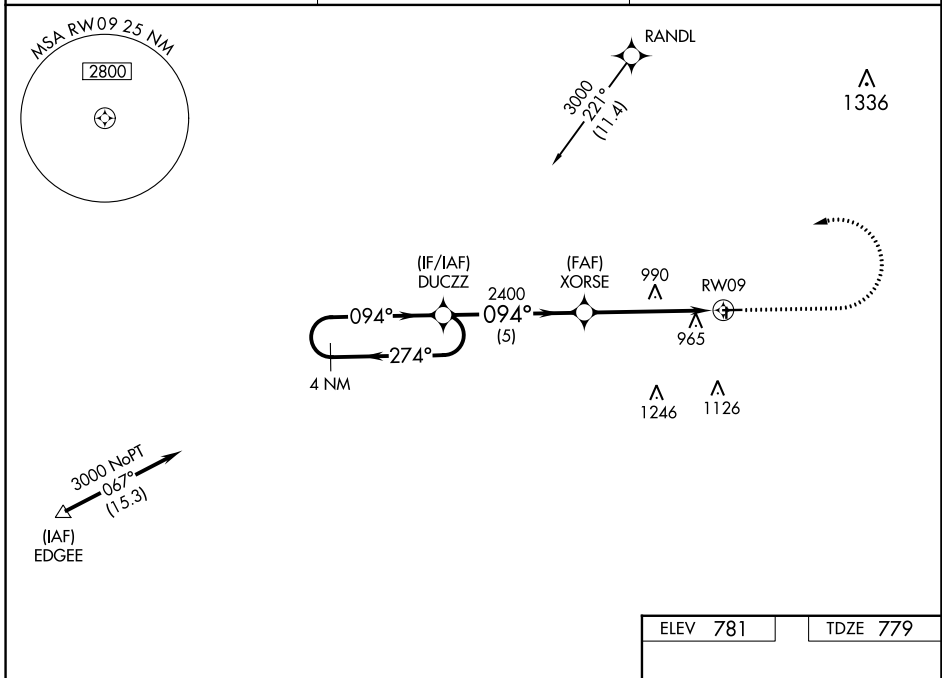 MSA RW09 25 NM
2800
RANDL
3000
221°
(11.4)
1336
(IF/IAF)
DUCZZ
(FAF)
XORSE
990
RW09
094°
2400
094°
(5)
965
274°
4 NM
1246
1126
3000 NoPT
067°
(15.3)
(IAF)
EDGEE
ELEV 781
TDZE 779